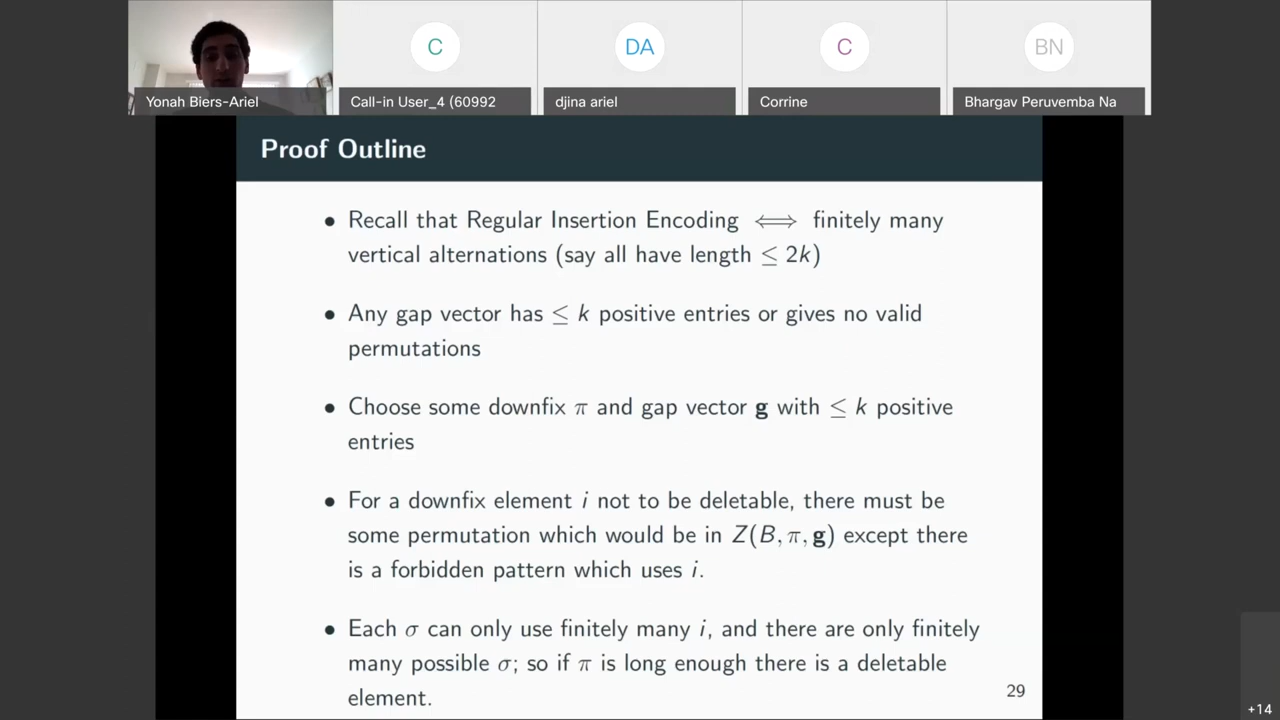 C
DA
C
BN
Yonah Biers-Ariel
Call-in User_4 (60992
djina ariel
Corrine
Bhargav Peruvemba Na
Proof Outline
• Recall that Regular Insertion Encoding ⟺ finitely many
vertical alternations (say all have length ≤ 2k)
• Any gap vector has ≤ k positive entries or gives no valid
permutations
• Choose some downfix π and gap vector g with ≤ k positive
entries
• For a downfix element i not to be deletable, there must be
some permutation which would be in Z(B, π, g) except there
is a forbidden pattern which uses i.
• Each σ can only use finitely many i, and there are only finitely
many possible σ; so if π is long enough there is a deletable
element.
29
+14